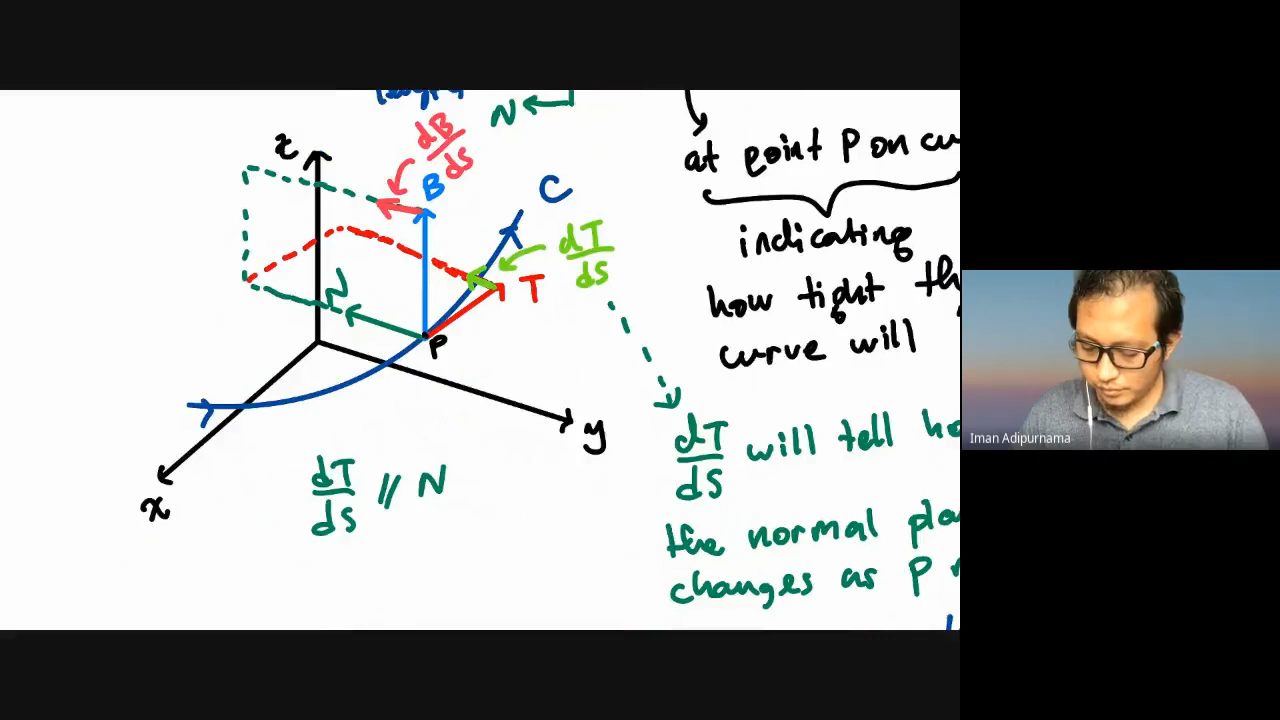 N
dB/ds
z
B
C
dT/ds
T
N
P
y
x
dT/ds // N
at point P on cu
indicating
how tight th
curve will
dT/ds will tell ho
the normal pla
changes as P
Iman Adipurnama